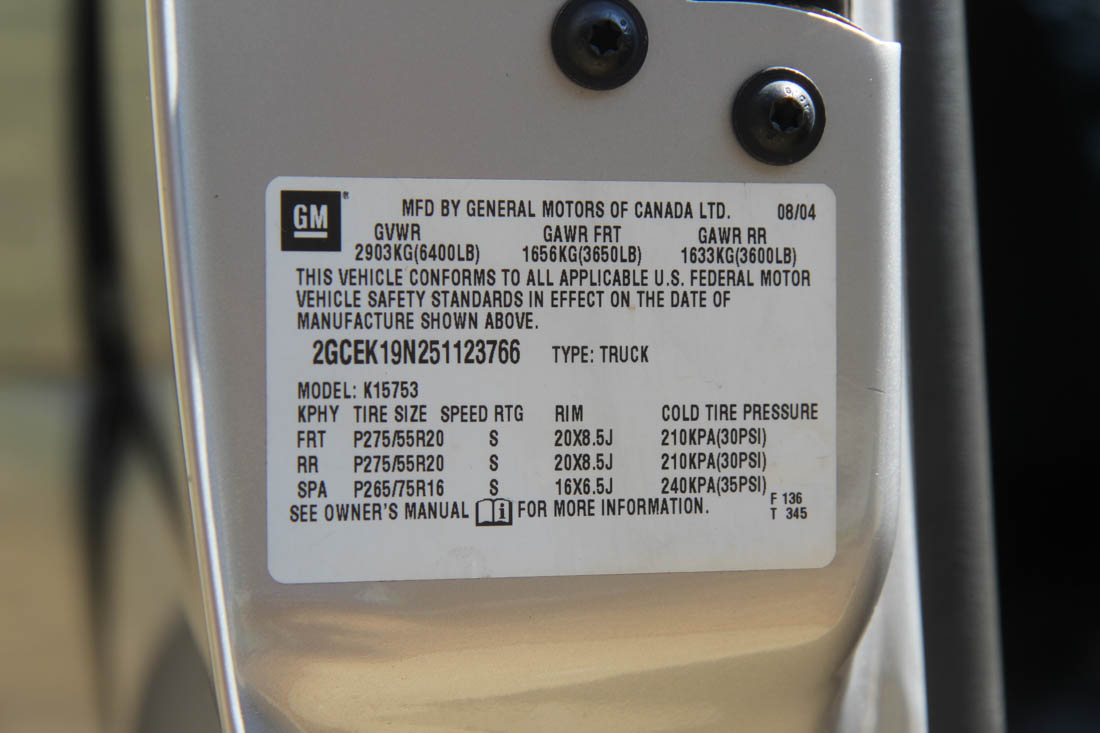 GM ®
MFD BY GENERAL MOTORS OF CANADA LTD. 08/04
GVWR GAWR FRT GAWR RR
2903KG(6400LB) 1656KG(3650LB) 1633KG(3600LB)
THIS VEHICLE CONFORMS TO ALL APPLICABLE U.S. FEDERAL MOTOR
VEHICLE SAFETY STANDARDS IN EFFECT ON THE DATE OF
MANUFACTURE SHOWN ABOVE.
2GCEK19N251123766 TYPE: TRUCK
MODEL: K15753
KPHY TIRE SIZE SPEED RTG RIM COLD TIRE PRESSURE
FRT P275/55R20 S 20X8.5J 210KPA(30PSI)
RR P275/55R20 S 20X8.5J 210KPA(30PSI)
SPA P265/75R16 S 16X6.5J 240KPA(35PSI)
SEE OWNER'S MANUAL i FOR MORE INFORMATION.
F 136
T 345